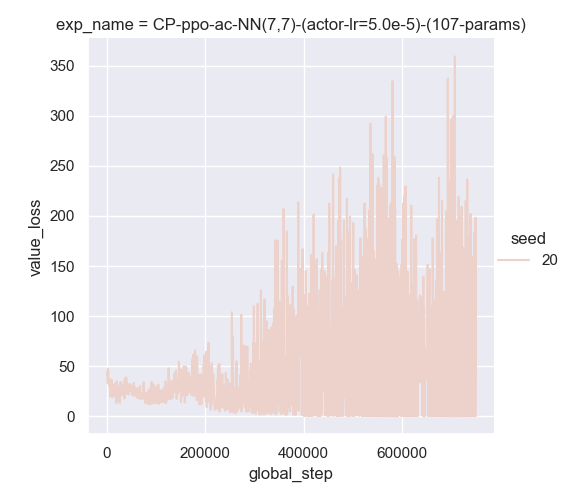 exp_name = CP-ppo-ac-NN(7,7)-(actor-lr=5.0e-5)-(107-params)
350
300
250
200
150
100
50
0
value_loss
seed
20
0 200000 400000 600000
global_step